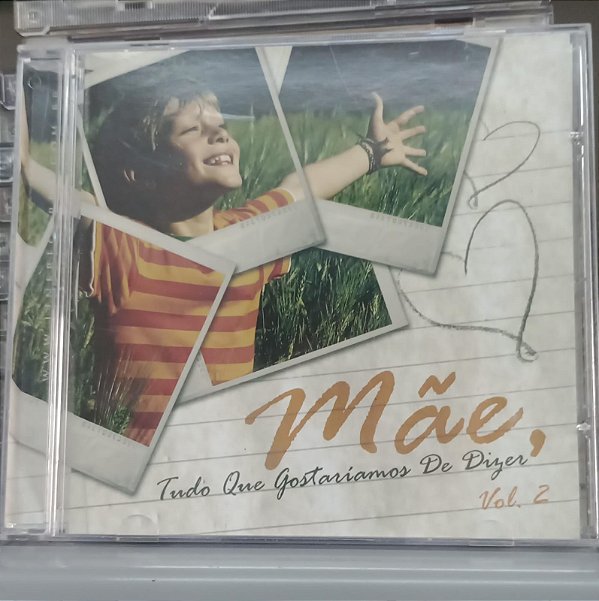 Mãe,
Tudo Que Gostaríamos De Dizer
Vol. 2